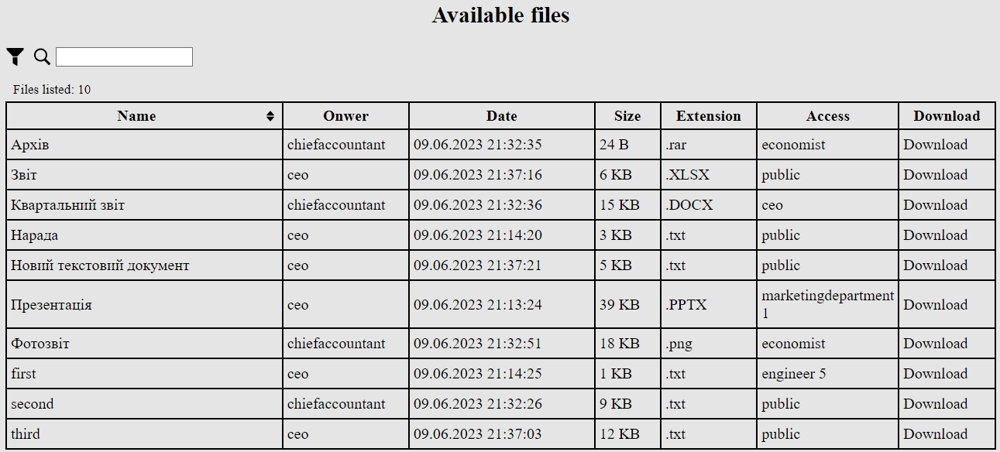 Available files
Files listed: 10
Name Onwer Date Size Extension Access Download
Архів chiefaccountant 09.06.2023 21:32:35 24 B .rar economist Download
Звіт ceo 09.06.2023 21:37:16 6 KB .XLSX public Download
Квартальний звіт chiefaccountant 09.06.2023 21:32:36 15 KB .DOCX ceo Download
Нарада ceo 09.06.2023 21:14:20 3 KB .txt public Download
Новий текстовий документ ceo 09.06.2023 21:37:21 5 KB .txt public Download
Презентація ceo 09.06.2023 21:13:24 39 KB .PPTX marketingdepartment 1 Download
Фотозвіт chiefaccountant 09.06.2023 21:32:51 18 KB .png economist Download
first ceo 09.06.2023 21:14:25 1 KB .txt engineer 5 Download
second chiefaccountant 09.06.2023 21:32:26 9 KB .txt public Download
third ceo 09.06.2023 21:37:03 12 KB .txt public Download